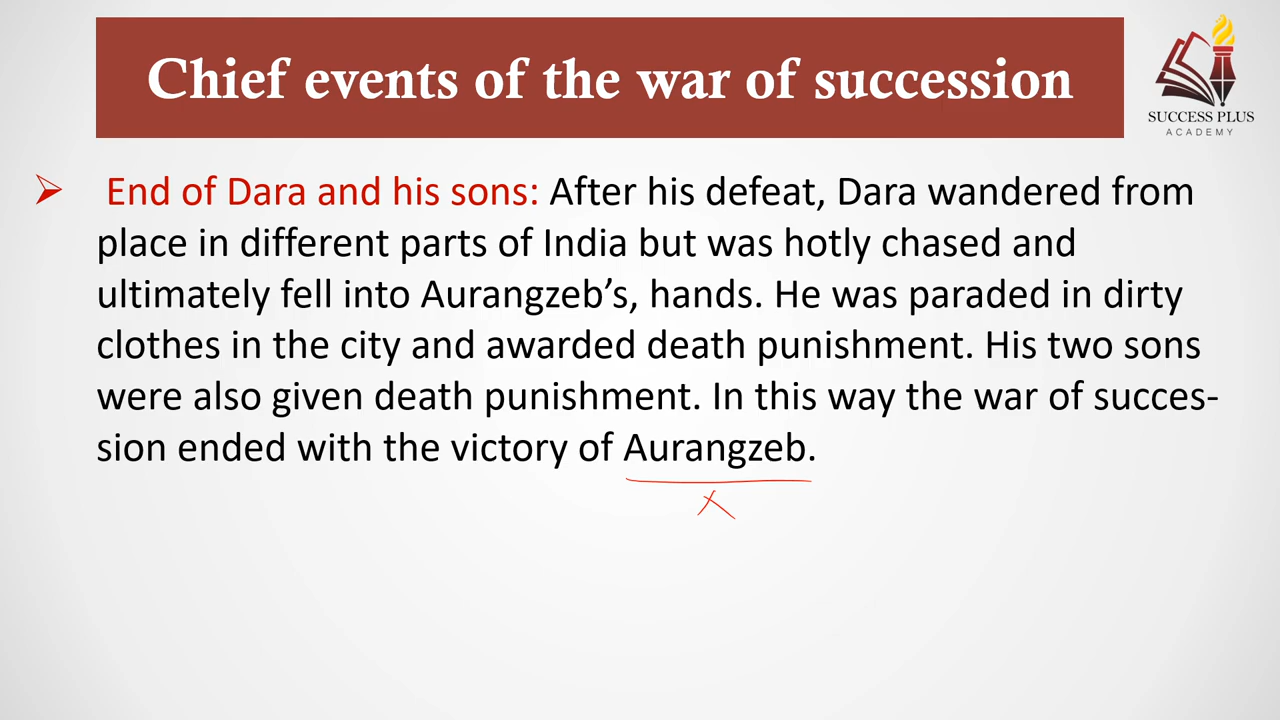 Chief events of the war of succession
SUCCESS PLUS
ACADEMY
End of Dara and his sons: After his defeat, Dara wandered from
place in different parts of India but was hotly chased and
ultimately fell into Aurangzeb’s, hands. He was paraded in dirty
clothes in the city and awarded death punishment. His two sons
were also given death punishment. In this way the war of succes-
sion ended with the victory of Aurangzeb.